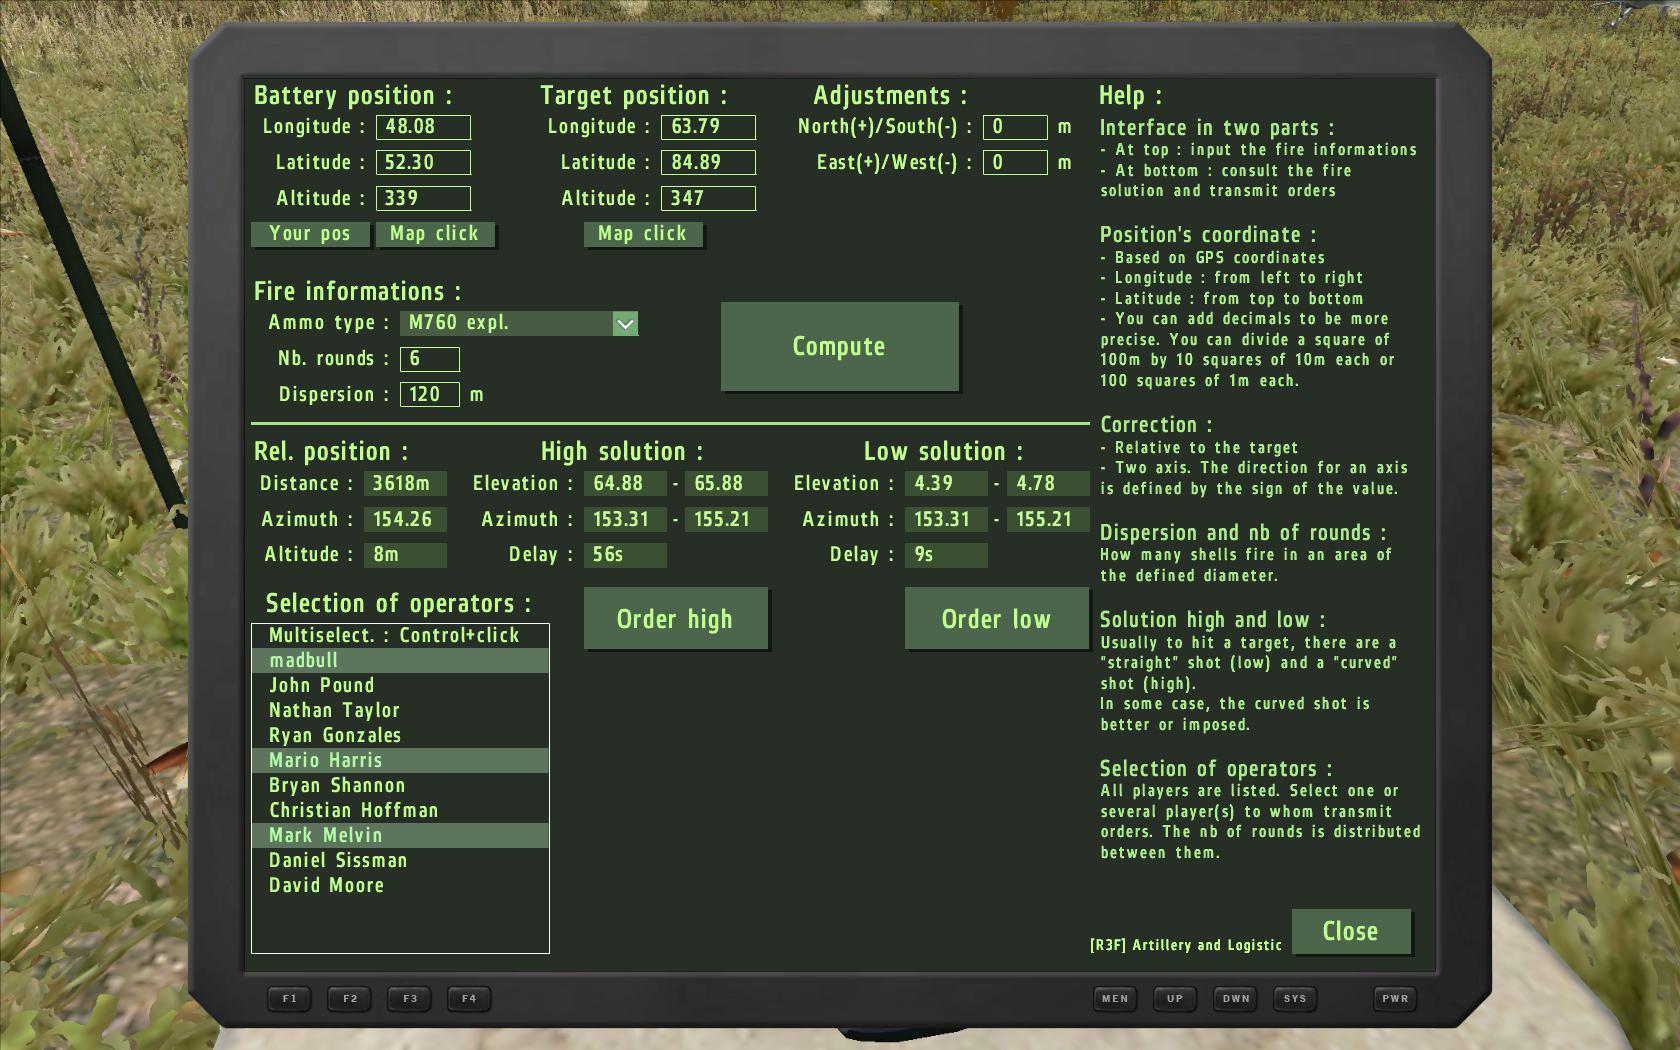 Battery position :
Longitude : 48.08
Latitude : 52.30
Altitude : 339
Your pos Map click
Target position :
Longitude : 63.79
Latitude : 84.89
Altitude : 347
Map click
Adjustments :
North(+)/South(-) : 0 m
East(+)/West(-) : 0 m
Fire informations :
Ammo type : M760 expl.
Nb. rounds : 6
Dispersion : 120 m
Compute
Rel. position :
Distance : 3618m
Azimuth : 154.26
Altitude : 8m
High solution :
Elevation : 64.88 - 65.88
Azimuth : 153.31 - 155.21
Delay : 56s
Order high
Low solution :
Elevation : 4.39 - 4.78
Azimuth : 153.31 - 155.21
Delay : 9s
Order low
Selection of operators :
Multiselect. : Control+click
madbull
John Pound
Nathan Taylor
Ryan Gonzales
Mario Harris
Bryan Shannon
Christian Hoffman
Mark Melvin
Daniel Sissman
David Moore
Help :
Interface in two parts :
- At top : input the fire informations
- At bottom : consult the fire
solution and transmit orders
Position's coordinate :
- Based on GPS coordinates
- Longitude : from left to right
- Latitude : from top to bottom
- You can add decimals to be more
precise. You can divide a square of
100m by 10 squares of 10m each or
100 squares of 1m each.
Correction :
- Relative to the target
- Two axis. The direction for an axis
is defined by the sign of the value.
Dispersion and nb of rounds :
How many shells fire in an area of
the defined diameter.
Solution high and low :
Usually to hit a target, there are a
"straight" shot (low) and a "curved"
shot (high).
In some case, the curved shot is
better or imposed.
Selection of operators :
All players are listed. Select one or
several player(s) to whom transmit
orders. The nb of rounds is distributed
between them.
[R3F] Artillery and Logistic
Close
F1 F2 F3 F4 MEN UP DWN SYS PWR